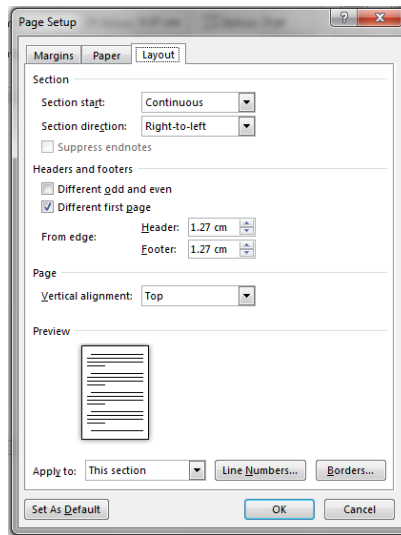 Page Setup
Margins Paper Layout
Section
Section start: Continuous
Section direction: Right-to-left
Suppress endnotes
Headers and footers
Different odd and even
Different first page
From edge: Header: 1.27 cm
Footer: 1.27 cm
Page
Vertical alignment: Top
Preview
Apply to: This section Line Numbers... Borders...
Set As Default OK Cancel